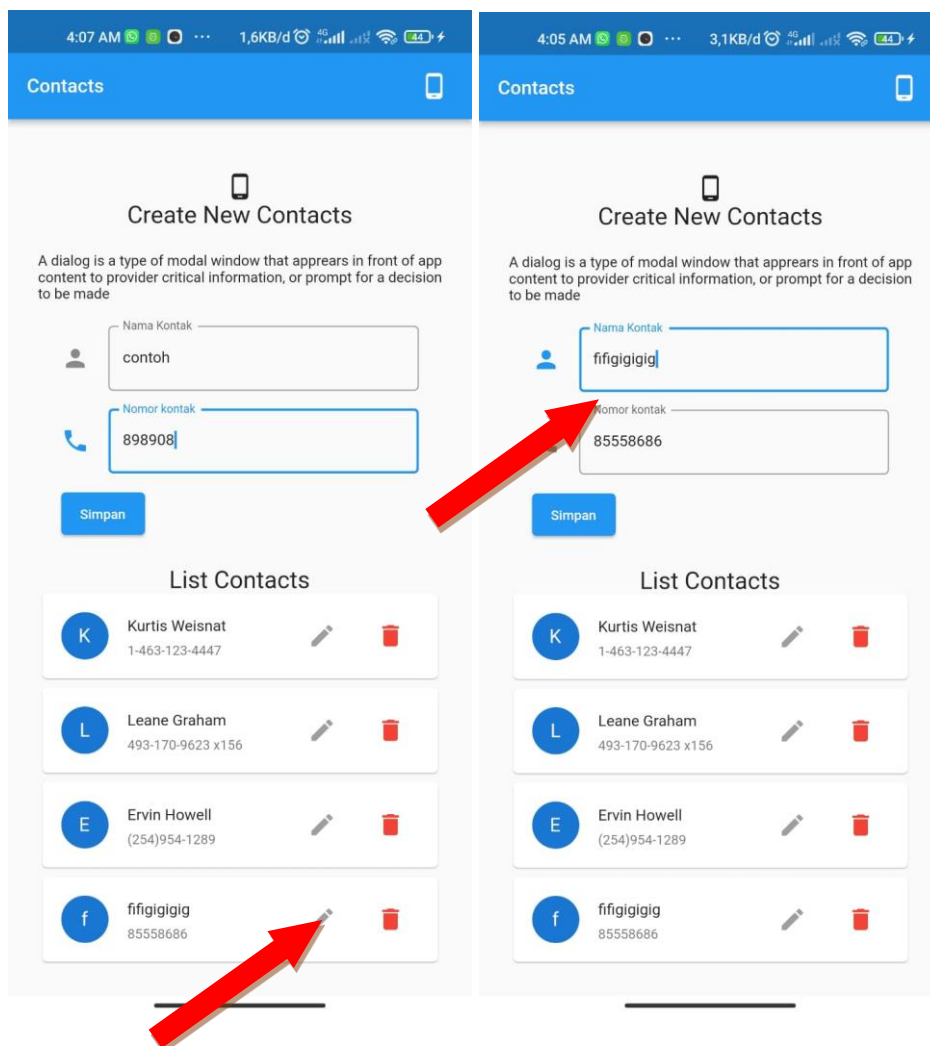 4:07 AM ... 1,6KB/d 4G 44
Contacts
Create New Contacts
A dialog is a type of modal window that apprears in front of app
content to provider critical information, or prompt for a decision
to be made
Nama Kontak
contoh
Nomor kontak
898908
Simpan
List Contacts
K
Kurtis Weisnat
1-463-123-4447
L
Leane Graham
493-170-9623 x156
E
Ervin Howell
(254)954-1289
f
fifigigigig
85558686
4:05 AM ... 3,1KB/d 4G 44
Contacts
Create New Contacts
A dialog is a type of modal window that apprears in front of app
content to provider critical information, or prompt for a decision
to be made
Nama Kontak
fifigigigig
Nomor kontak
85558686
Simpan
List Contacts
K
Kurtis Weisnat
1-463-123-4447
L
Leane Graham
493-170-9623 x156
E
Ervin Howell
(254)954-1289
f
fifigigigig
85558686